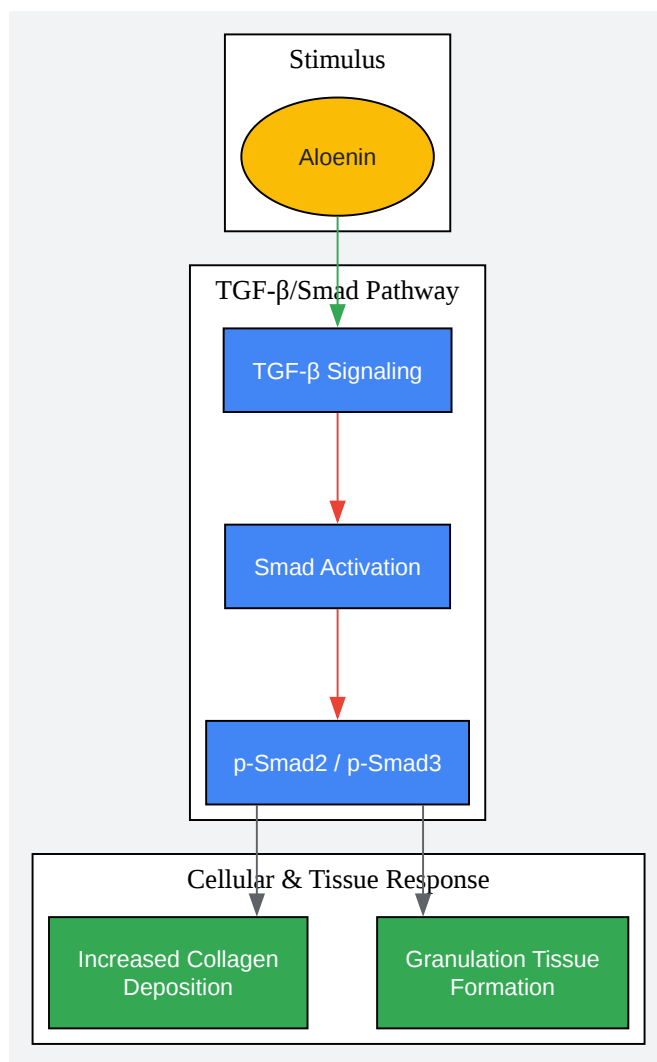 Stimulus
Aloenin
TGF-β/Smad Pathway
TGF-β Signaling
Smad Activation
p-Smad2 / p-Smad3
Cellular & Tissue Response
Increased Collagen
Deposition
Granulation Tissue
Formation